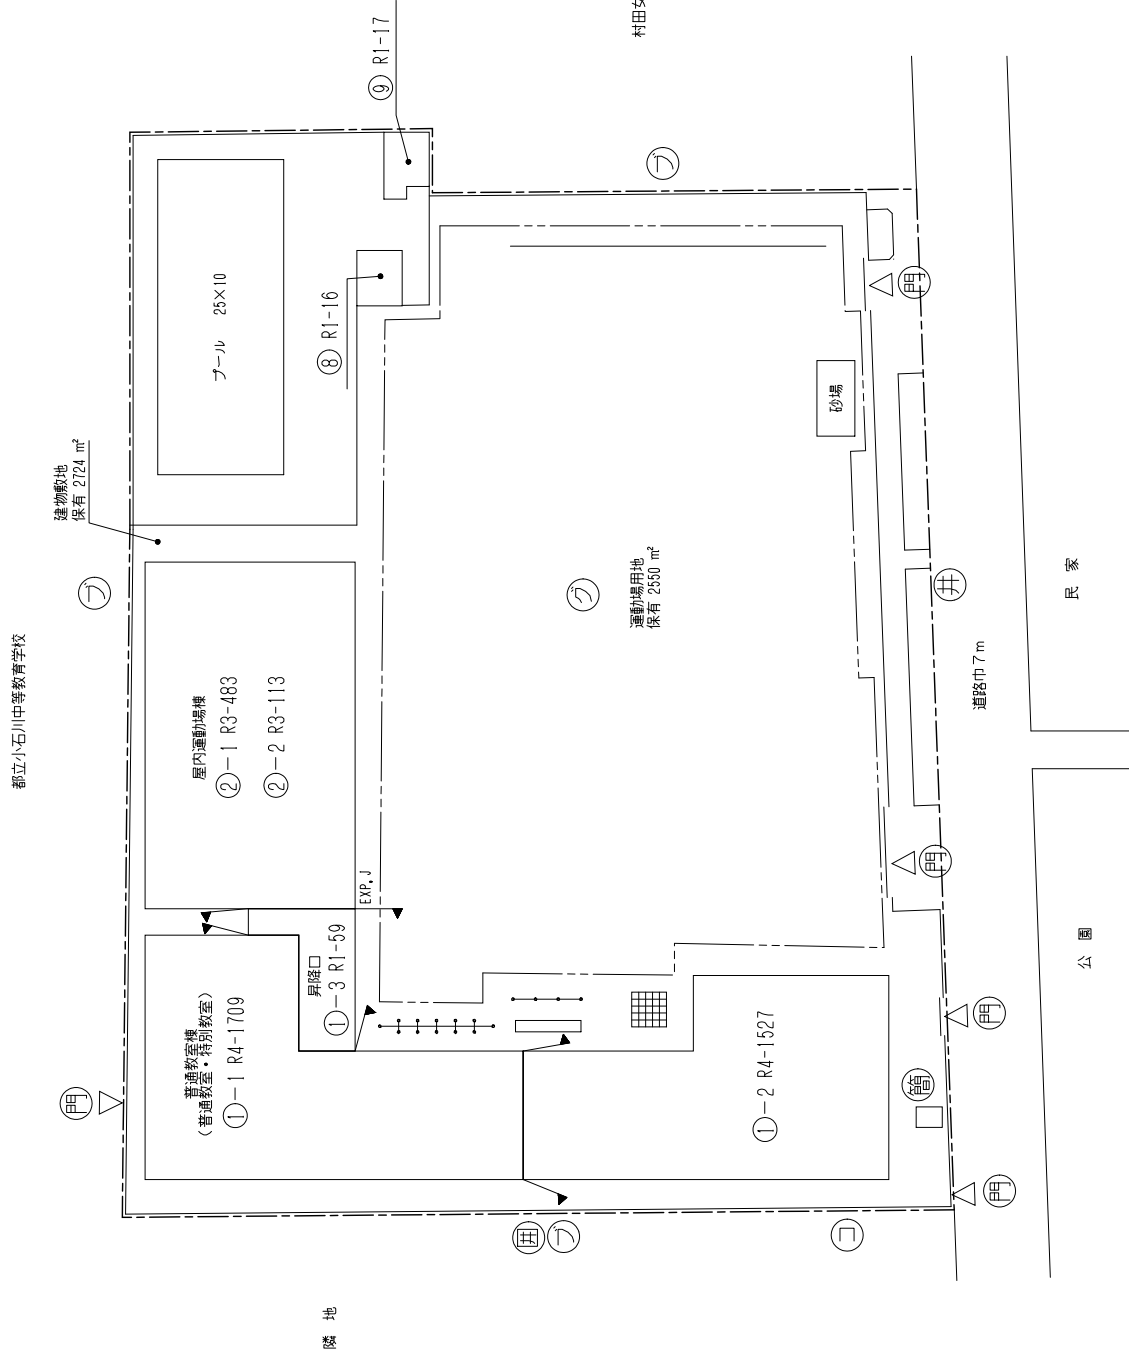 都立小石川中等教育学校
建物敷地
保有 2724 ㎡
ブ
プール 25×10
⑨ R1-17
⑧ R1-16
村田女
ブ
屋内運動場棟
②-1 R3-483
②-2 R3-113
EXP.J
グ
運動場用地
保有 2550 ㎡
砂場
門
井
道路巾7m
民 家
門
普通教室棟
(普通教室・特別教室)
①-1 R4-1709
昇降口
①-3 R1-59
①-2 R4-1527
門
簡
門
門
公 園
囲
ブ
コ
隣 地